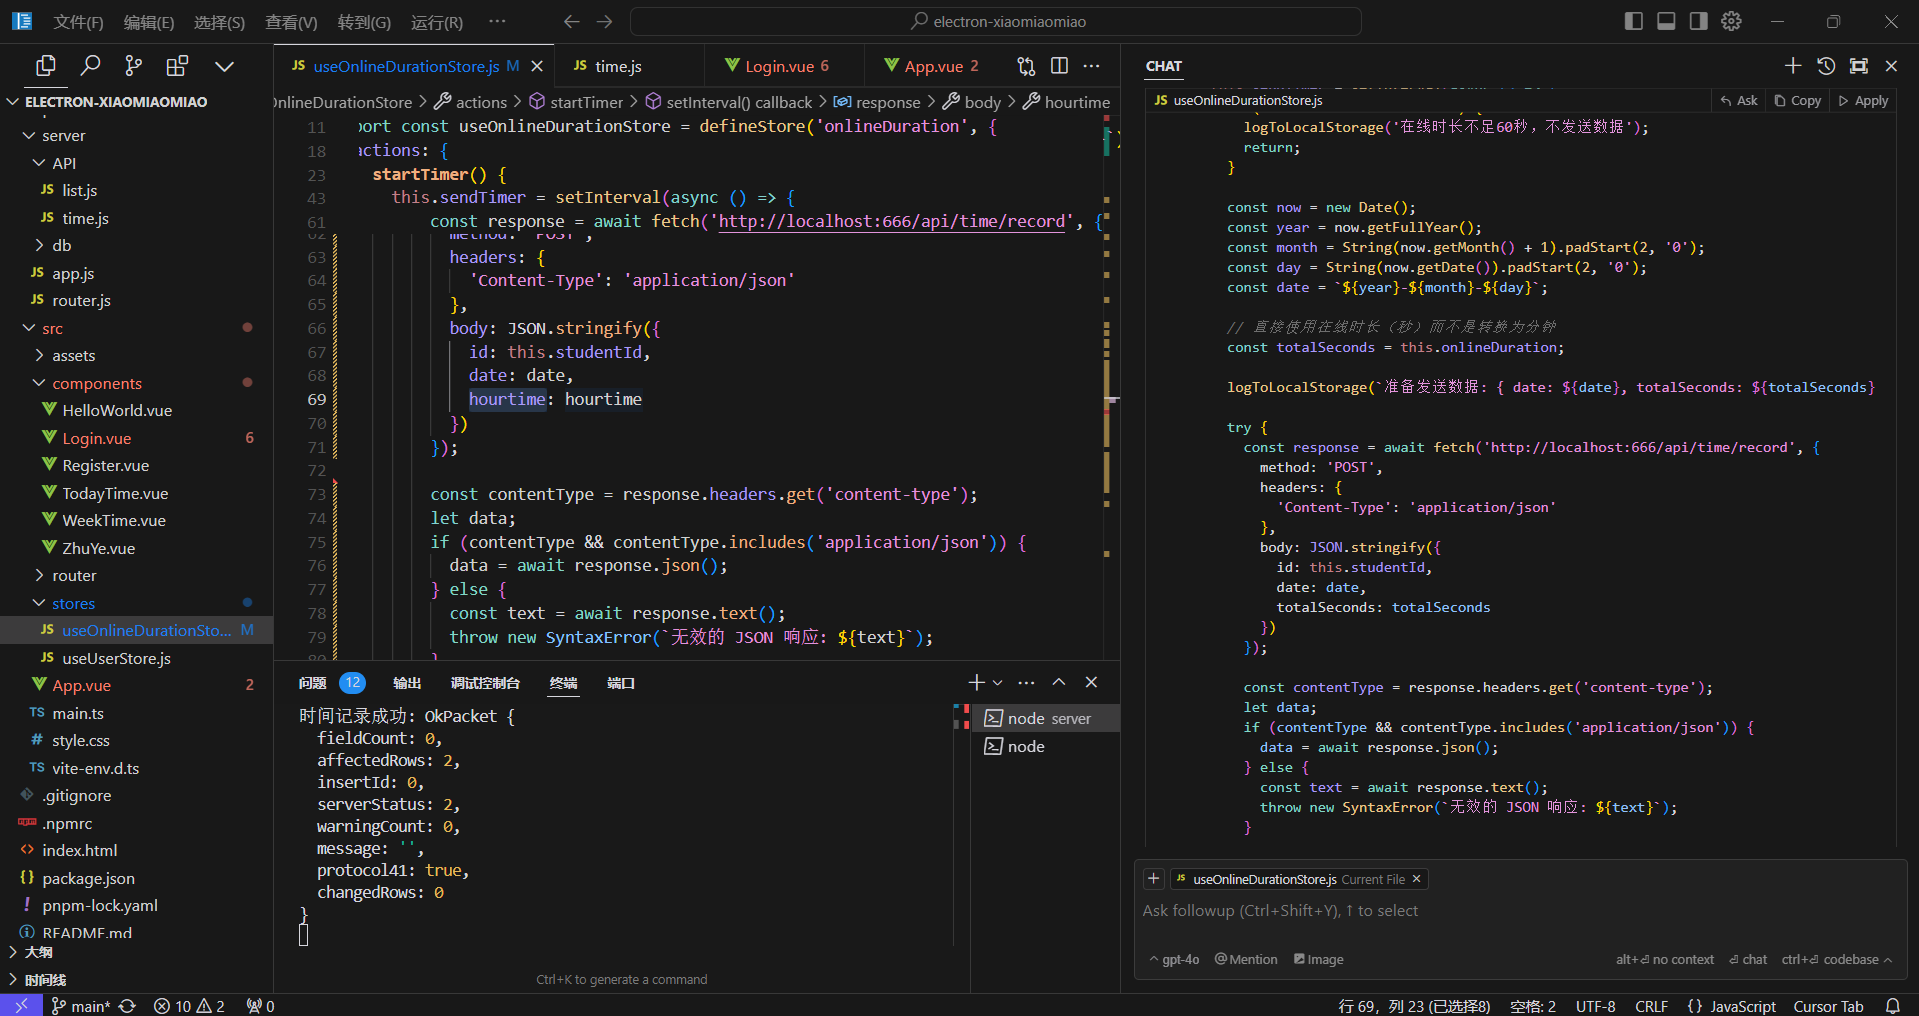 文件(F) 编辑(E) 选择(S) 查看(V) 转到(G) 运行(R) ··· electron-xiaomiaomiao
ELECTRON-XIAOMIAOMIAO
server
API
JS list.js
JS time.js
db
JS app.js
JS router.js
src
assets
components
HelloWorld.vue
Login.vue 6
Register.vue
TodayTime.vue
WeekTime.vue
ZhuYe.vue
router
stores
JS useOnlineDurationSto... M
JS useUserStore.js
App.vue 2
TS main.ts
# style.css
TS vite-env.d.ts
.gitignore
.npmrc
<> index.html
{} package.json
! pnpm-lock.yaml
README.md
大纲
时间线
JS useOnlineDurationStore.js M JS time.js Login.vue 6 App.vue 2 ···
OnlineDurationStore > actions > startTimer > setInterval() callback > response > body > hourtime
11 port const useOnlineDurationStore = defineStore('onlineDuration', {
18 actions: {
23 startTimer() {
43 this.sendTimer = setInterval(async () => {
61 const response = await fetch('http://localhost:666/api/time/record', {
62 method: 'POST',
63 headers: {
64 'Content-Type': 'application/json'
65 },
66 body: JSON.stringify({
67 id: this.studentId,
68 date: date,
69 hourtime: hourtime
70 })
71 });
72
73 const contentType = response.headers.get('content-type');
74 let data;
75 if (contentType && contentType.includes('application/json')) {
76 data = await response.json();
77 } else {
78 const text = await response.text();
79 throw new SyntaxError(`无效的 JSON 响应: ${text}`);
80 }
问题 12 输出 调试控制台 终端 端口 ···
时间记录成功: OkPacket {
fieldCount: 0,
affectedRows: 2,
insertId: 0,
serverStatus: 2,
warningCount: 0,
message: '',
protocol41: true,
changedRows: 0
}
Ctrl+K to generate a command
node server
node
CHAT
JS useOnlineDurationStore.js Ask Copy Apply
logToLocalStorage('在线时长不足60秒，不发送数据');
return;
}
const now = new Date();
const year = now.getFullYear();
const month = String(now.getMonth() + 1).padStart(2, '0');
const day = String(now.getDate()).padStart(2, '0');
const date = `${year}-${month}-${day}`;
// 直接使用在线时长（秒）而不是转换为分钟
const totalSeconds = this.onlineDuration;
logToLocalStorage(`准备发送数据: { date: ${date}, totalSeconds: ${totalSeconds}
try {
const response = await fetch('http://localhost:666/api/time/record', {
method: 'POST',
headers: {
'Content-Type': 'application/json'
},
body: JSON.stringify({
id: this.studentId,
date: date,
totalSeconds: totalSeconds
})
});
const contentType = response.headers.get('content-type');
let data;
if (contentType && contentType.includes('application/json')) {
data = await response.json();
} else {
const text = await response.text();
throw new SyntaxError(`无效的 JSON 响应: ${text}`);
}
+ JS useOnlineDurationStore.js Current File
Ask followup (Ctrl+Shift+Y), ↑ to select
gpt-4o @ Mention Image alt+⏎ no context ⏎ chat ctrl+⏎ codebase
main* 10 2 0 行 69，列 23 (已选择8) 空格: 2 UTF-8 CRLF {} JavaScript Cursor Tab